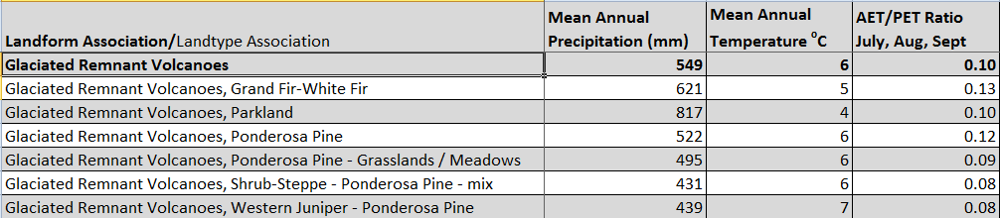 Landform Association/Landtype Association Mean Annual Precipitation (mm) Mean Annual Temperature °C AET/PET Ratio July, Aug, Sept
Glaciated Remnant Volcanoes 549 6 0.10
Glaciated Remnant Volcanoes, Grand Fir-White Fir 621 5 0.13
Glaciated Remnant Volcanoes, Parkland 817 4 0.10
Glaciated Remnant Volcanoes, Ponderosa Pine 522 6 0.12
Glaciated Remnant Volcanoes, Ponderosa Pine - Grasslands / Meadows 495 6 0.09
Glaciated Remnant Volcanoes, Shrub-Steppe - Ponderosa Pine - mix 431 6 0.08
Glaciated Remnant Volcanoes, Western Juniper - Ponderosa Pine 439 7 0.08